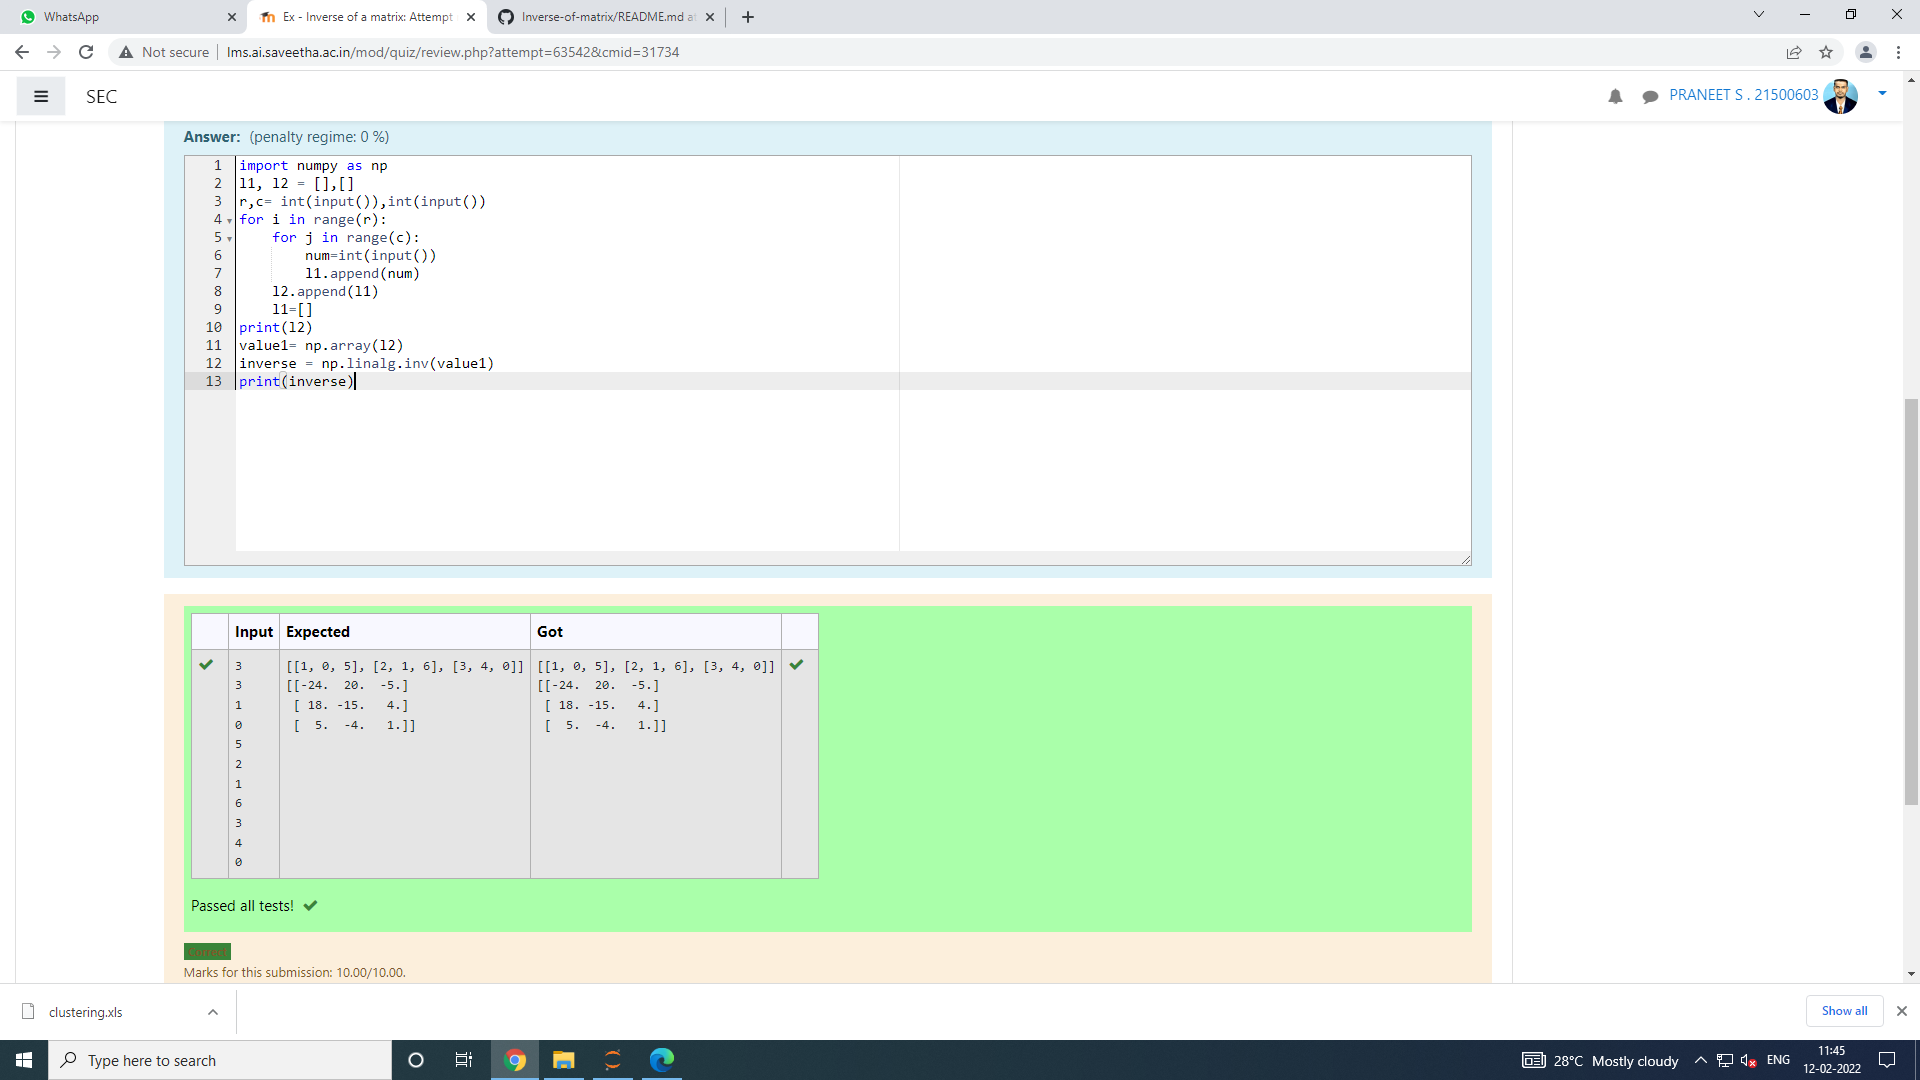 WhatsApp
Ex - Inverse of a matrix: Attempt
Inverse-of-matrix/README.md a
Not secure
lms.ai.saveetha.ac.in/mod/quiz/review.php?attempt=63542&cmid=31734
SEC
PRANEET S . 21500603
Answer: (penalty regime: 0 %)
1 import numpy as np
2 l1, l2 = [],[]
3 r,c= int(input()),int(input())
4 for i in range(r):
5 for j in range(c):
6 num=int(input())
7 l1.append(num)
8 l2.append(l1)
9 l1=[]
10 print(l2)
11 value1= np.array(l2)
12 inverse = np.linalg.inv(value1)
13 print(inverse)
Input Expected Got
3 [[1, 0, 5], [2, 1, 6], [3, 4, 0]] [[1, 0, 5], [2, 1, 6], [3, 4, 0]]
3 [[-24. 20. -5.] [[-24. 20. -5.]
1 [ 18. -15. 4.] [ 18. -15. 4.]
0 [ 5. -4. 1.]] [ 5. -4. 1.]]
5
2
1
6
3
4
0
Passed all tests!
Correct
Marks for this submission: 10.00/10.00.
clustering.xls
Show all
Type here to search
28°C Mostly cloudy
ENG
11:45
12-02-2022